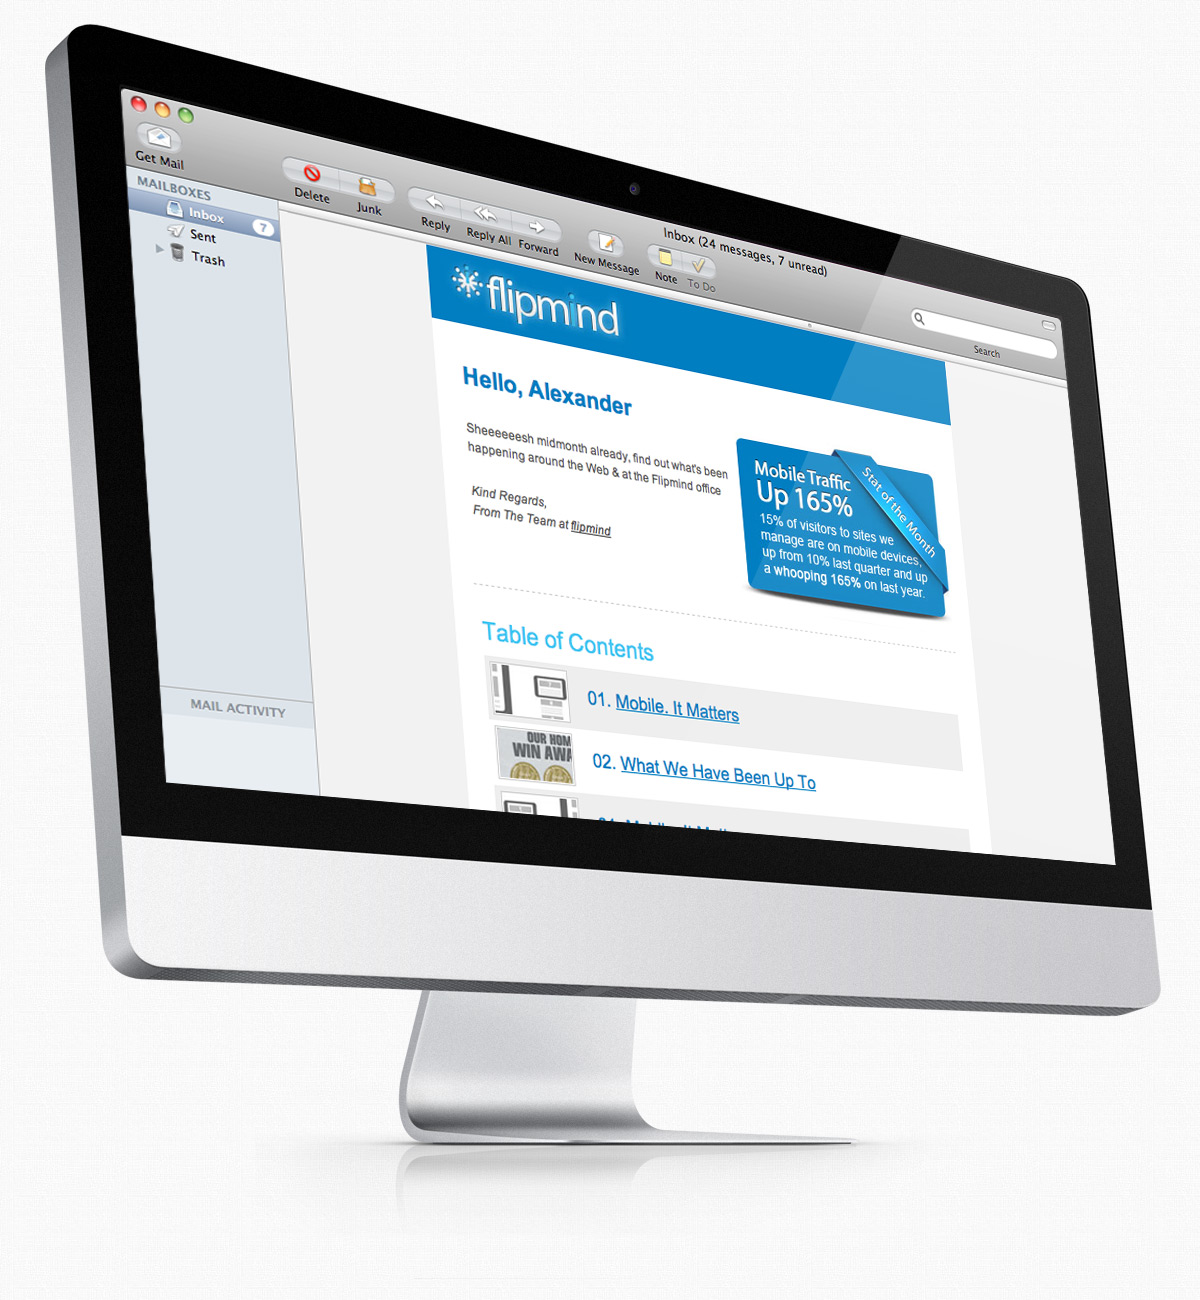 Get Mail
Delete
Junk
Reply
Reply All
Forward
New Message
Note
To Do
Inbox (24 messages, 7 unread)
Search
MAILBOXES
Inbox 7
Sent
Trash
MAIL ACTIVITY
flipmind
Hello, Alexander
Sheeeeeesh midmonth already, find out what's been
happening around the Web & at the Flipmind office
Kind Regards,
From The Team at flipmind
Mobile Traffic
Up 165%
15% of visitors to sites we
manage are on mobile devices,
up from 10% last quarter and up
a whooping 165% on last year.
Stat of the Month
Table of Contents
01. Mobile. It Matters
OUR HOM
WIN AWA
02. What We Have Been Up To